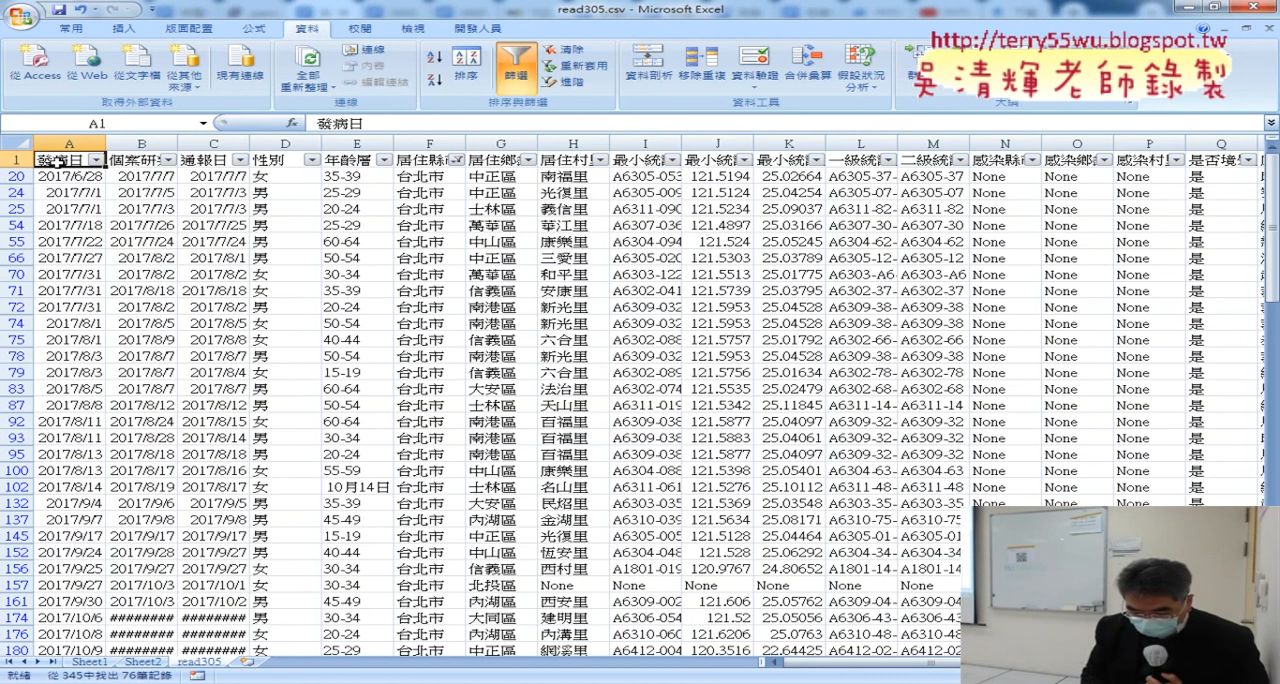 read305.csv - Microsoft Excel
常用 插入 版面配置 公式 資料 校閱 檢視 開發人員
http://terry55wu.blogspot.tw
吳清輝老師錄製
從 Access 從 Web 從文字檔 從其他來源 現有連線
全部重新整理 連線 內容 編輯連結
排序 篩選 清除 重新套用 進階
資料剖析 移除重複 資料驗證 合併彙算 假設狀況分析
取得外部資料 連線 排序與篩選 資料工具
A1 fx 發病日
A B C D E F G H I J K L M N O P Q
1 發病日 個案研 通報日 性別 年齡層 居住縣 居住鄉 居住村 最小統 最小統 最小統 一級統 二級統 感染縣 感染鄉 感染村 是否境
20 2017/6/28 2017/7/7 2017/7/7 女 35-39 台北市 中正區 南福里 A6305-053 121.5194 25.02664 A6305-37- A6305-37 None None None 是
24 2017/7/1 2017/7/5 2017/7/3 男 25-29 台北市 中正區 光復里 A6305-009 121.5124 25.04254 A6305-07- A6305-07 None None None 是
25 2017/7/1 2017/7/3 2017/7/3 男 20-24 台北市 士林區 義信里 A6311-090 121.5234 25.09037 A6311-82- A6311-82 None None None 是
54 2017/7/18 2017/7/26 2017/7/25 男 25-29 台北市 萬華區 華江里 A6307-036 121.4897 25.03166 A6307-30- A6307-30 None None None 是
55 2017/7/22 2017/7/24 2017/7/24 男 60-64 台北市 中山區 康樂里 A6304-094 121.524 25.05245 A6304-62- A6304-62 None None None 是
66 2017/7/27 2017/8/2 2017/8/1 男 50-54 台北市 中正區 三愛里 A6305-020 121.5303 25.03789 A6305-12- A6305-12 None None None 是
70 2017/7/31 2017/8/2 2017/8/2 女 30-34 台北市 萬華區 和平里 A6303-122 121.5513 25.01775 A6303-A6- A6303-A6 None None None 是
71 2017/7/31 2017/8/18 2017/8/18 女 35-39 台北市 信義區 安康里 A6302-041 121.5739 25.03795 A6302-37- A6302-37 None None None 是
72 2017/7/31 2017/8/2 2017/8/2 男 20-24 台北市 南港區 新光里 A6309-032 121.5953 25.04528 A6309-38- A6309-38 None None None 是
74 2017/8/1 2017/8/5 2017/8/5 女 50-54 台北市 南港區 新光里 A6309-032 121.5953 25.04528 A6309-38- A6309-38 None None None 是
75 2017/8/1 2017/8/9 2017/8/8 女 40-44 台北市 信義區 六合里 A6302-088 121.5757 25.01792 A6302-66- A6302-66 None None None 是
78 2017/8/3 2017/8/7 2017/8/7 男 50-54 台北市 南港區 新光里 A6309-032 121.5953 25.04528 A6309-38- A6309-38 None None None 是
79 2017/8/3 2017/8/7 2017/8/4 女 15-19 台北市 信義區 六合里 A6302-089 121.5756 25.01634 A6302-78- A6302-78 None None None 是
83 2017/8/5 2017/8/7 2017/8/7 男 60-64 台北市 大安區 法治里 A6302-074 121.5535 25.02479 A6302-68- A6302-68 None None None 是
87 2017/8/8 2017/8/12 2017/8/12 男 50-54 台北市 士林區 天山里 A6311-019 121.5342 25.11845 A6311-14- A6311-14 None None None 是
92 2017/8/11 2017/8/24 2017/8/15 女 60-64 台北市 南港區 百福里 A6309-032 121.5877 25.04097 A6309-32- A6309-32 None None None 是
93 2017/8/11 2017/8/28 2017/8/14 男 30-34 台北市 南港區 百福里 A6309-032 121.5883 25.04061 A6309-32- A6309-32 None None None 是
95 2017/8/13 2017/8/18 2017/8/18 男 20-24 台北市 南港區 百福里 A6309-032 121.5877 25.04097 A6309-32- A6309-32 None None None 是
100 2017/8/13 2017/8/17 2017/8/16 女 55-59 台北市 中山區 康樂里 A6304-088 121.5398 25.05401 A6304-63- A6304-63 None None None 是
102 2017/8/14 2017/8/19 2017/8/17 女 10月14日 台北市 士林區 名山里 A6311-061 121.5276 25.10112 A6311-48- A6311-48 None None None 是
132 2017/9/4 2017/9/6 2017/9/5 男 35-39 台北市 大安區 民炤里 A6303-035 121.5369 25.03548 A6303-35- A6303-35
137 2017/9/7 2017/9/8 2017/9/8 男 45-49 台北市 內湖區 金湖里 A6310-039 121.5634 25.08171 A6310-75- A6310-75
145 2017/9/17 2017/9/17 2017/9/17 男 15-19 台北市 中正區 光復里 A6305-005 121.5128 25.04464 A6305-01- A6305-01
152 2017/9/24 2017/9/28 2017/9/27 女 40-44 台北市 中山區 恆安里 A6304-048 121.528 25.06292 A6304-34- A6304-34
156 2017/9/25 2017/9/27 2017/9/27 女 30-34 台北市 信義區 西村里 A1801-019 120.9767 24.80652 A1801-14- A1801-14
157 2017/9/27 2017/10/3 2017/10/1 女 30-34 台北市 北投區 None None None None None None
161 2017/9/30 2017/10/3 2017/10/2 男 45-49 台北市 內湖區 西安里 A6309-002 121.606 25.05762 A6309-04- A6309-04
174 2017/10/6 ######## ######## 男 30-34 台北市 大同區 建明里 A6306-054 121.52 25.05056 A6306-43- A6306-43
176 2017/10/8 ######## ######## 女 20-24 台北市 內湖區 內溝里 A6310-060 121.6206 25.0763 A6310-48- A6310-48
180 2017/10/9 ######## ######## 女 25-29 台北市 中山區 網溪里 A6412-004 120.3516 22.64425 A6412-02- A6412-02
Sheet1 Sheet2 read305
就緒 從 345中找出 76筆記錄